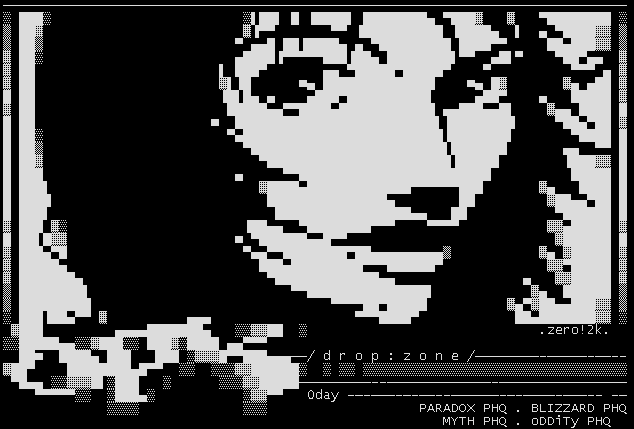 .zero!2k.
/ d r o p : z o n e /
0day
PARADOX PHQ . BLIZZARD PHQ
MYTH PHQ . oDDiTy PHQ